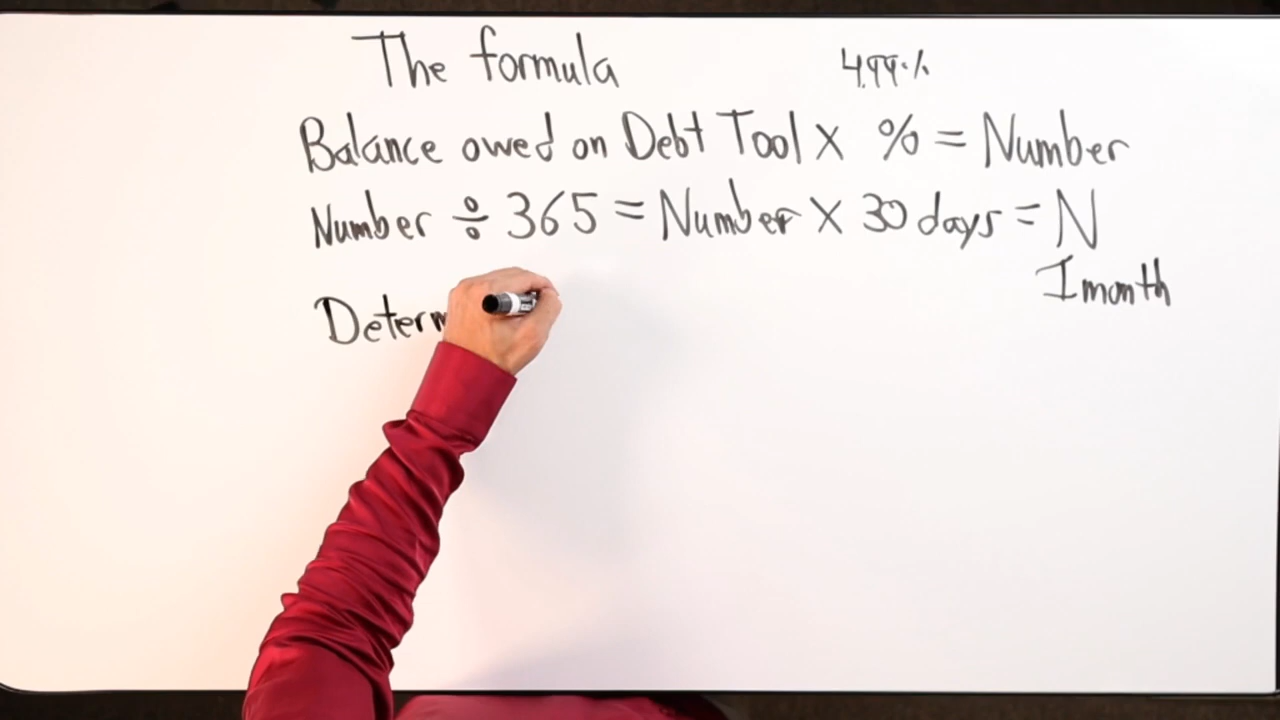 The formula 4.99%
Balance owed on Debt Tool X % = Number
Number ÷ 365 = Number X 30 days = N
1 month
Determ